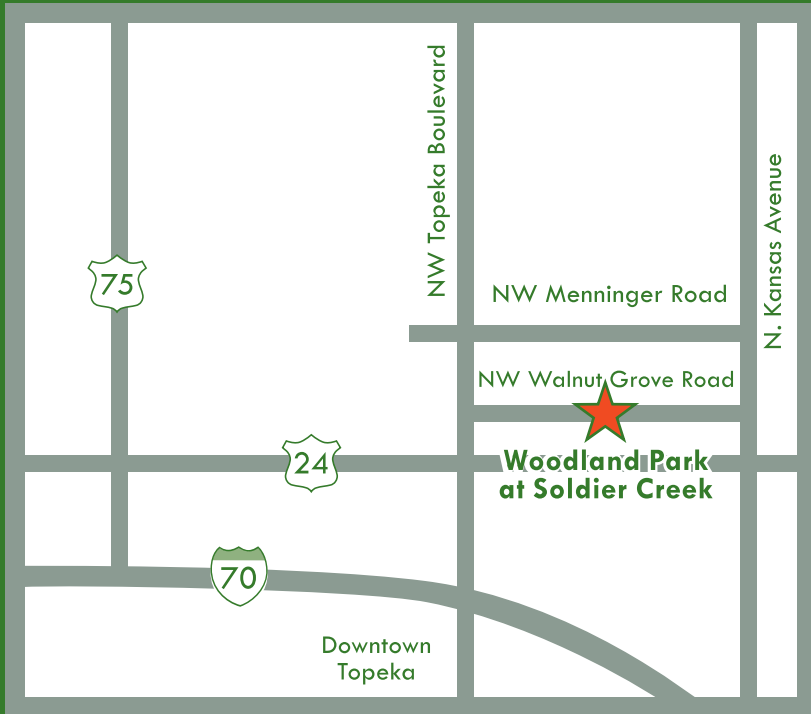 NW Topeka Boulevard
N. Kansas Avenue
75
NW Menninger Road
NW Walnut Grove Road
24
Woodland Park
at Soldier Creek
70
Downtown
Topeka